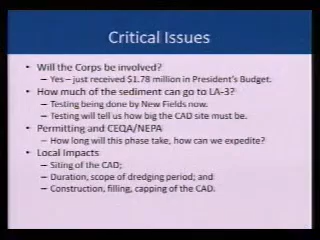 Critical Issues
• Will the Corps be involved?
– Yes – just received $1.78 million in President's Budget.
• How much of the sediment can go to LA-3?
– Testing being done by New Fields now.
– Testing will tell us how big the CAD site must be.
• Permitting and CEQA/NEPA
– How long will this phase take, how can we expedite?
• Local Impacts
– Siting of the CAD;
– Duration, scope of dredging period; and
– Construction, filling, capping of the CAD.